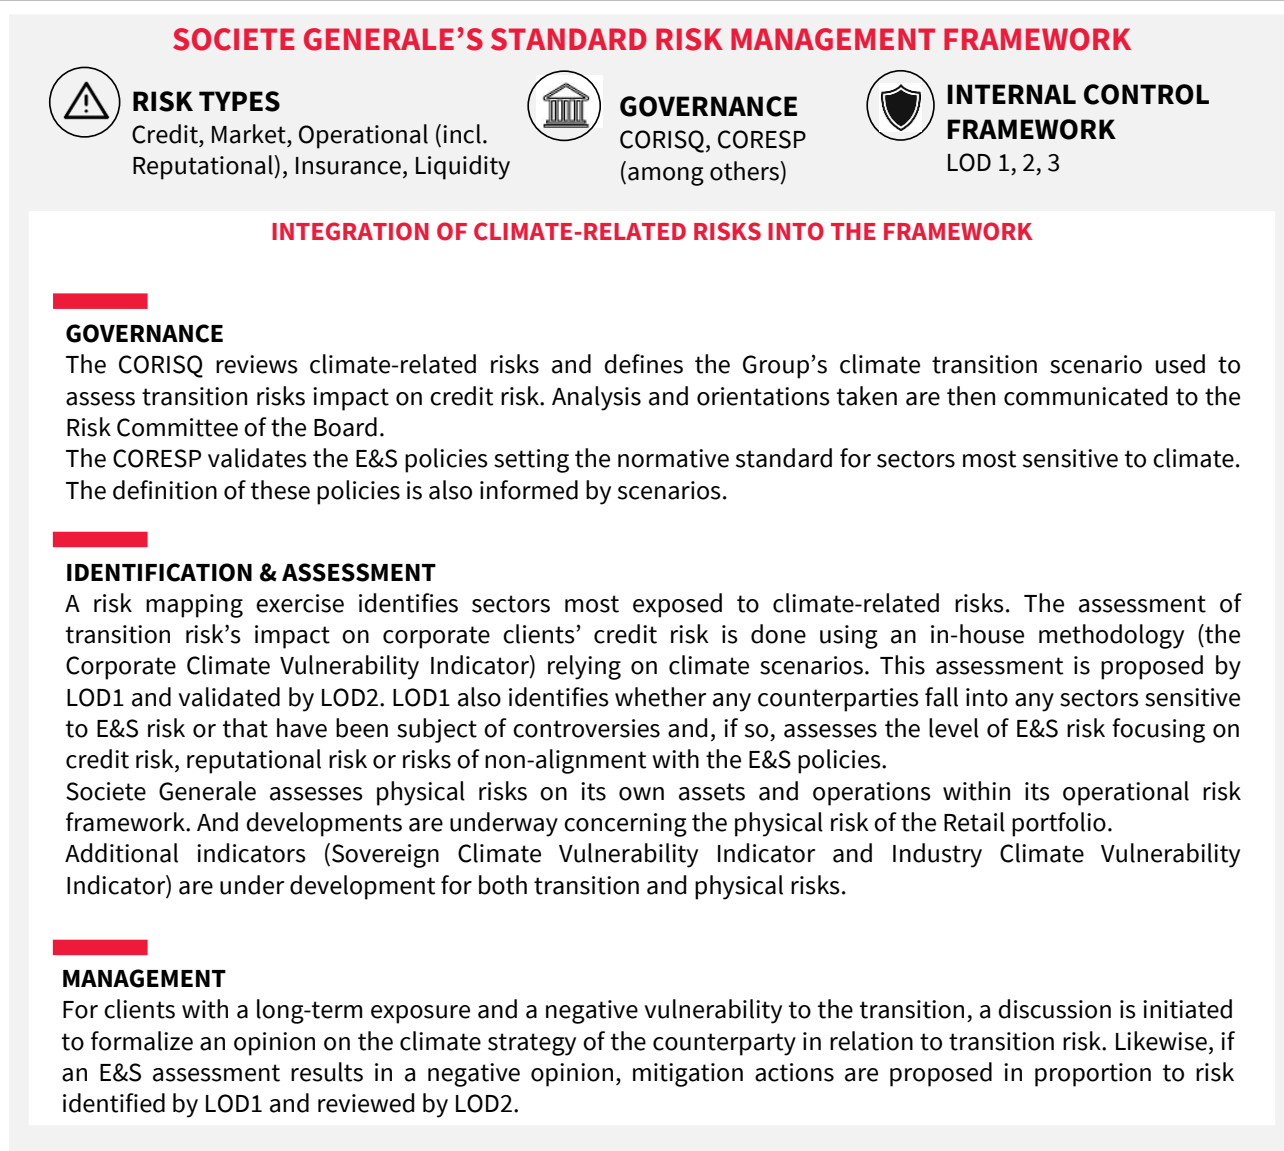 SOCIETE GENERALE’S STANDARD RISK MANAGEMENT FRAMEWORK
RISK TYPES
Credit, Market, Operational (incl.
Reputational), Insurance, Liquidity
GOVERNANCE
CORISQ, CORESP
(among others)
INTERNAL CONTROL
FRAMEWORK
LOD 1, 2, 3
INTEGRATION OF CLIMATE-RELATED RISKS INTO THE FRAMEWORK
GOVERNANCE
The CORISQ reviews climate-related risks and defines the Group’s climate transition scenario used to
assess transition risks impact on credit risk. Analysis and orientations taken are then communicated to the
Risk Committee of the Board.
The CORESP validates the E&S policies setting the normative standard for sectors most sensitive to climate.
The definition of these policies is also informed by scenarios.
IDENTIFICATION & ASSESSMENT
A risk mapping exercise identifies sectors most exposed to climate-related risks. The assessment of
transition risk’s impact on corporate clients’ credit risk is done using an in-house methodology (the
Corporate Climate Vulnerability Indicator) relying on climate scenarios. This assessment is proposed by
LOD1 and validated by LOD2. LOD1 also identifies whether any counterparties fall into any sectors sensitive
to E&S risk or that have been subject of controversies and, if so, assesses the level of E&S risk focusing on
credit risk, reputational risk or risks of non-alignment with the E&S policies.
Societe Generale assesses physical risks on its own assets and operations within its operational risk
framework. And developments are underway concerning the physical risk of the Retail portfolio.
Additional indicators (Sovereign Climate Vulnerability Indicator and Industry Climate Vulnerability
Indicator) are under development for both transition and physical risks.
MANAGEMENT
For clients with a long-term exposure and a negative vulnerability to the transition, a discussion is initiated
to formalize an opinion on the climate strategy of the counterparty in relation to transition risk. Likewise, if
an E&S assessment results in a negative opinion, mitigation actions are proposed in proportion to risk
identified by LOD1 and reviewed by LOD2.